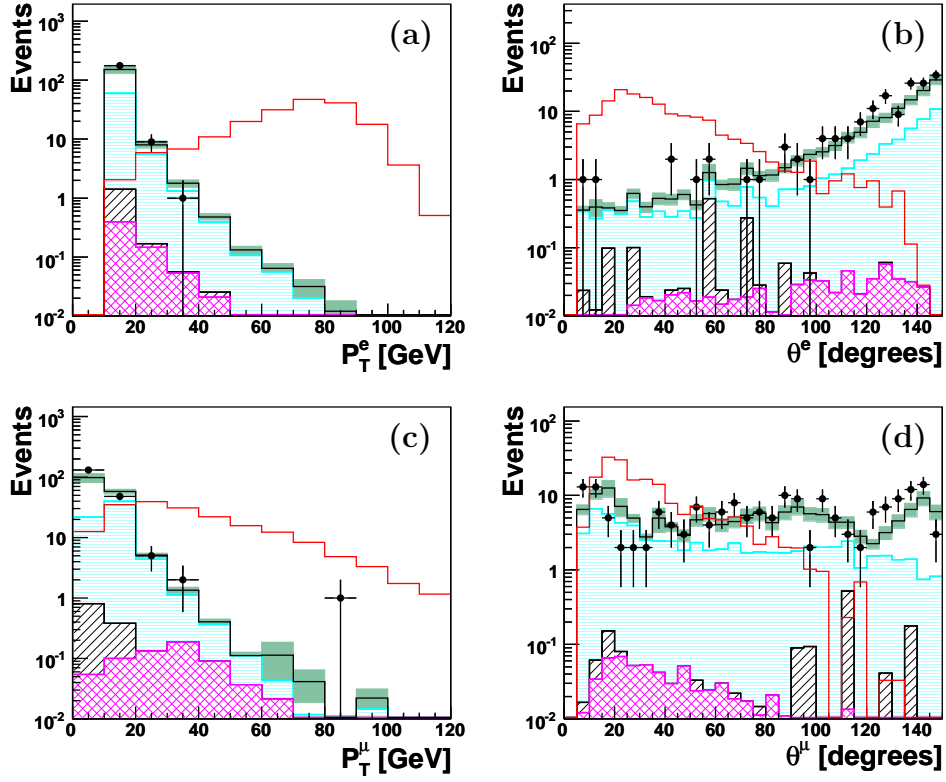 Events
(a)
10³
10²
10
1
10⁻¹
10⁻²
0 20 40 60 80 100 120
P_T^e [GeV]
Events
(b)
10²
10
1
10⁻¹
10⁻²
0 20 40 60 80 100 120 140
θ^e [degrees]
Events
(c)
10³
10²
10
1
10⁻¹
10⁻²
0 20 40 60 80 100 120
P_T^μ [GeV]
Events
(d)
10²
10
1
10⁻¹
10⁻²
0 20 40 60 80 100 120 140
θ^μ [degrees]